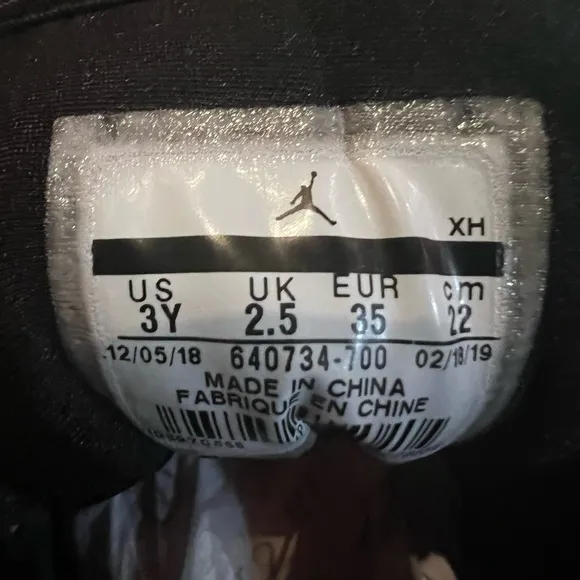 XH
US UK EUR cm
3Y 2.5 35 22
12/05/18 640734-700 02/18/19
MADE IN CHINA
FABRIQUÉ EN CHINE